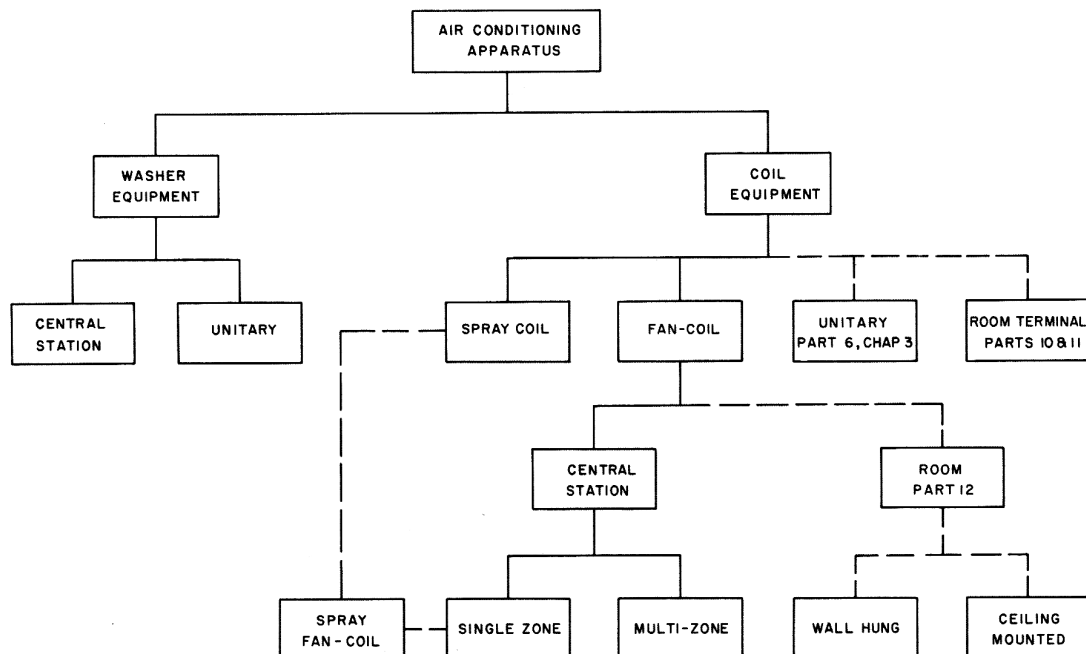 AIR CONDITIONING
APPARATUS
WASHER
EQUIPMENT
COIL
EQUIPMENT
CENTRAL
STATION
UNITARY
SPRAY COIL
FAN-COIL
UNITARY
PART 6, CHAP 3
ROOM TERMINAL
PARTS 10 & 11
CENTRAL
STATION
ROOM
PART 12
SPRAY
FAN-COIL
SINGLE ZONE
MULTI-ZONE
WALL HUNG
CEILING
MOUNTED